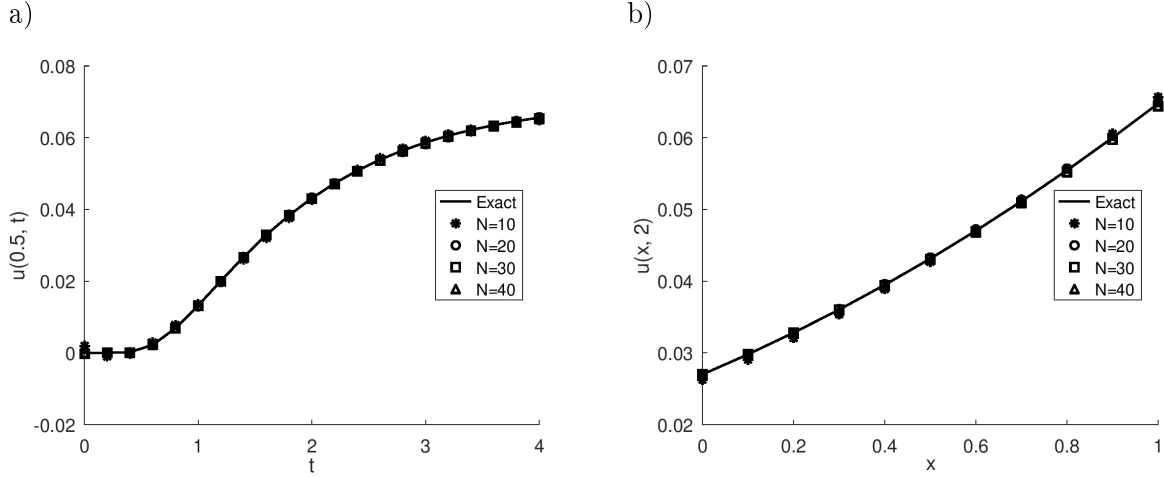 a)
0.08
0.06
0.04
0.02
0
-0.02
u(0.5, t)
Exact
N=10
N=20
N=30
N=40
0 1 2 3 4
t
b)
0.07
0.06
0.05
0.04
0.03
0.02
u(x, 2)
Exact
N=10
N=20
N=30
N=40
0 0.2 0.4 0.6 0.8 1
x